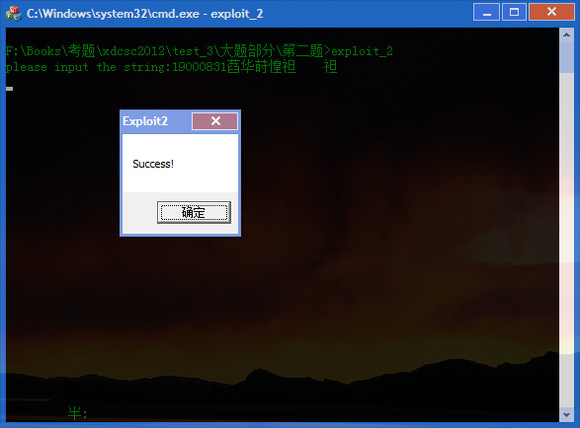 C:\Windows\system32\cmd.exe - exploit_2
F:\Books\考题\xdcsc2012\test_3\大题部分\第二题>exploit_2
please input the string:19000831莔华葤惶袒 袒
Exploit2
Success!
确定
半: